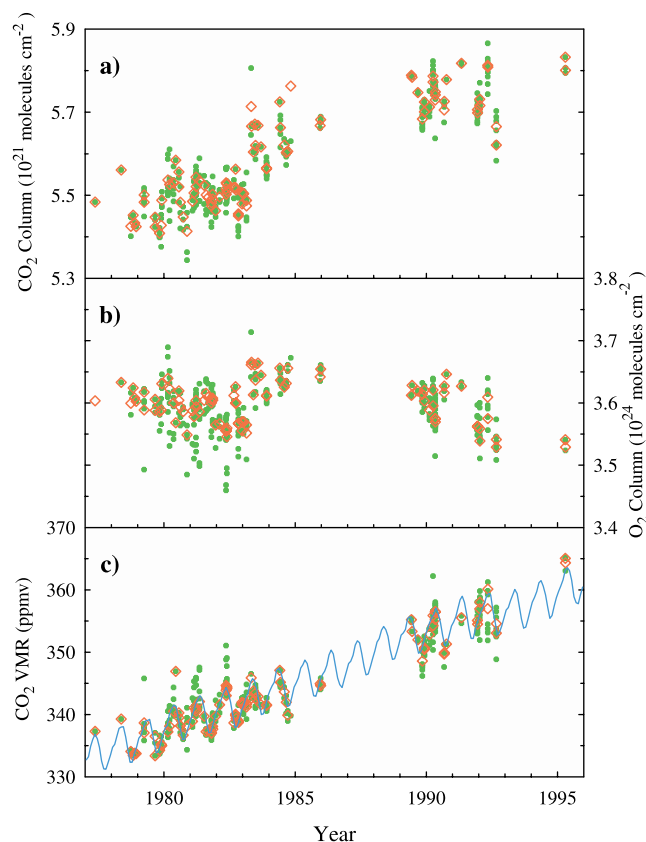 a)
5.9
5.7
5.5
5.3
CO2 Column (10^21 molecules cm^-2)
b)
3.8
3.7
3.6
3.5
3.4
O2 Column (10^24 molecules cm^-2)
c)
370
360
350
340
330
CO2 VMR (ppmv)
1980 1985 1990 1995
Year